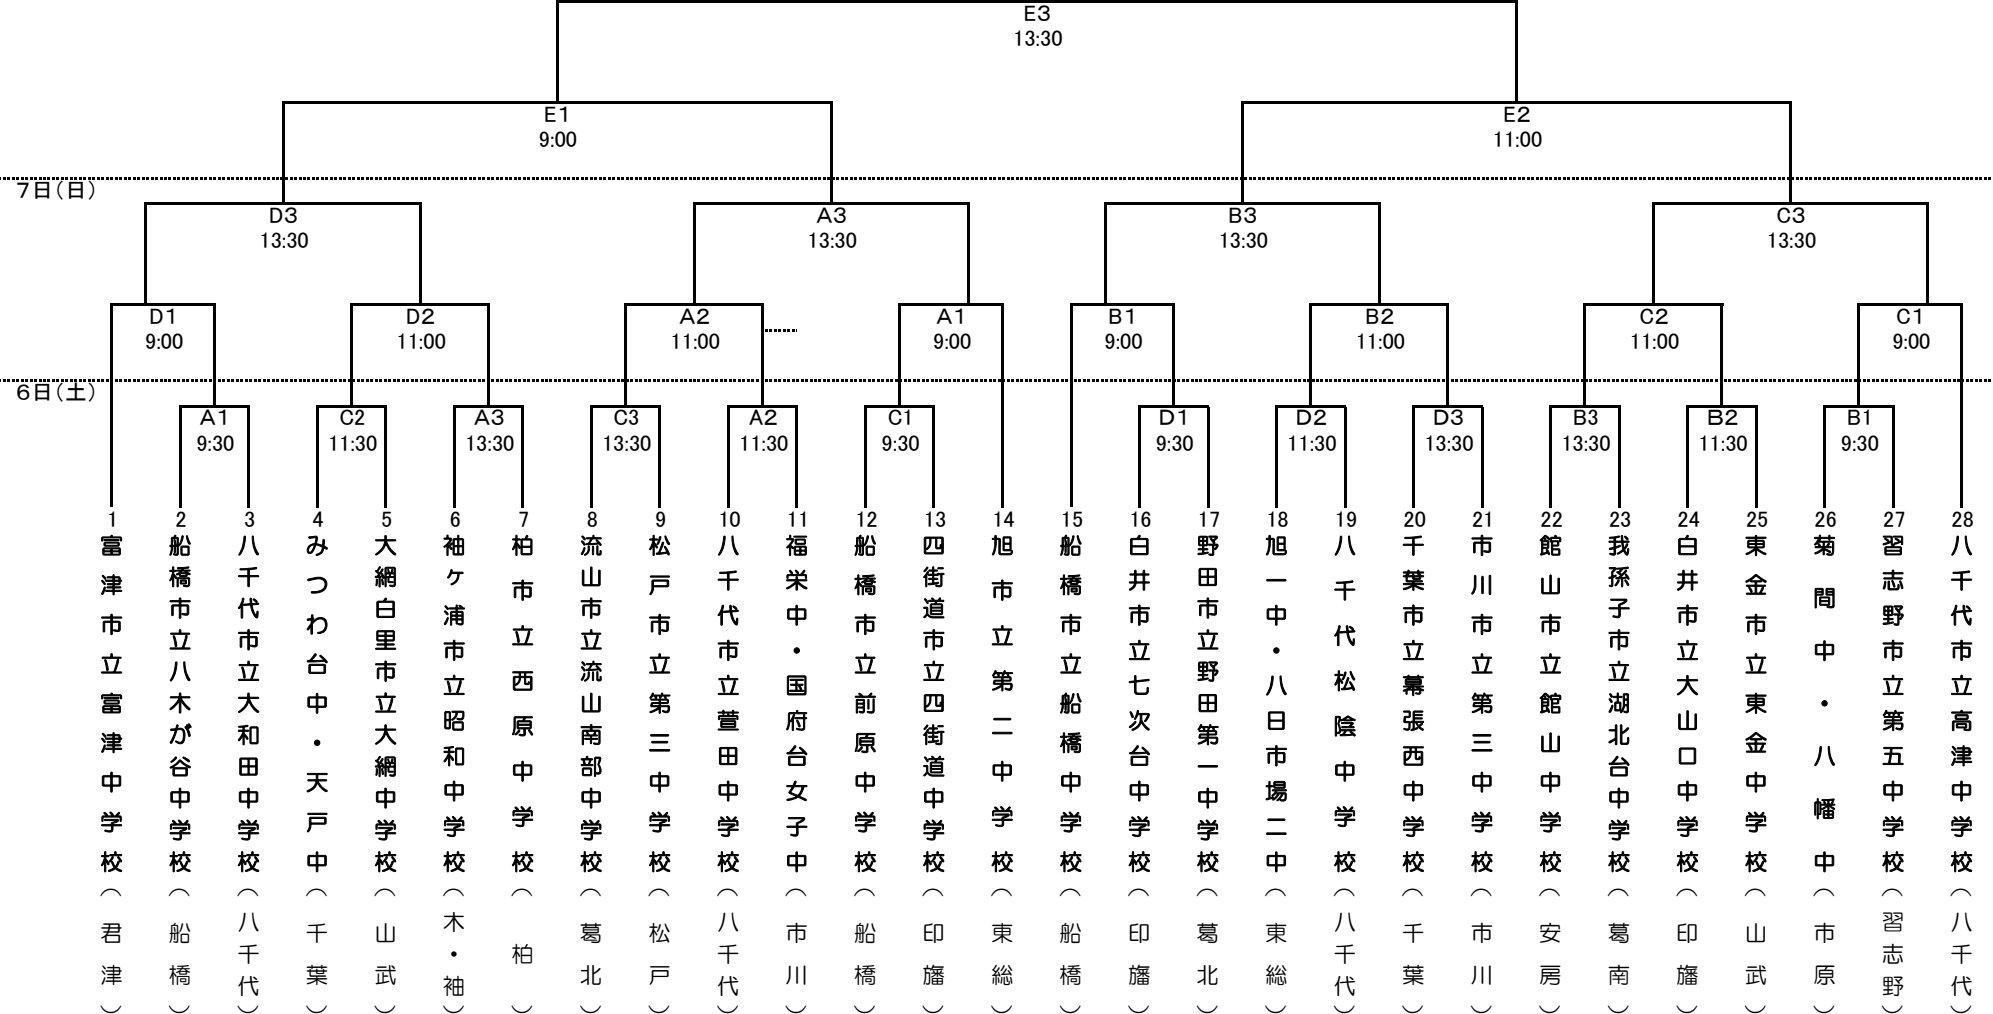 E3
13:30
E1
9:00
E2
11:00
7日(日)
D3
13:30
A3
13:30
B3
13:30
C3
13:30
D1
9:00
D2
11:00
A2
11:00
A1
9:00
B1
9:00
B2
11:00
C2
11:00
C1
9:00
6日(土)
A1
9:30
C2
11:30
A3
13:30
C3
13:30
A2
11:30
C1
9:30
D1
9:30
D2
11:30
D3
13:30
B3
13:30
B2
11:30
B1
9:30
1
富津市立富津中学校(君津)
2
船橋市立八木が谷中学校(船橋)
3
八千代市立大和田中学校(八千代)
4
みつわ台中・天戸中(千葉)
5
大網白里市立大網中学校(山武)
6
袖ヶ浦市立昭和中学校(木・袖)
7
柏市立西原中学校(柏)
8
流山市立流山南部中学校(葛北)
9
松戸市立第三中学校(松戸)
10
八千代市立萱田中学校(八千代)
11
福栄中・国府台女子中(市川)
12
船橋市立前原中学校(船橋)
13
四街道市立四街道中学校(印旛)
14
旭市立第二中学校(東総)
15
船橋市立船橋中学校(船橋)
16
白井市立七次台中学校(印旛)
17
野田市立野田第一中学校(葛北)
18
旭一中・八日市場二中(東総)
19
八千代松陰中学校(八千代)
20
千葉市立幕張西中学校(千葉)
21
市川市立第三中学校(市川)
22
館山市立館山中学校(安房)
23
我孫子市立湖北台中学校(葛南)
24
白井市立大山口中学校(印旛)
25
東金市立東金中学校(山武)
26
菊間中・八幡中(市原)
27
習志野市立第五中学校(習志野)
28
八千代市立高津中学校(八千代)